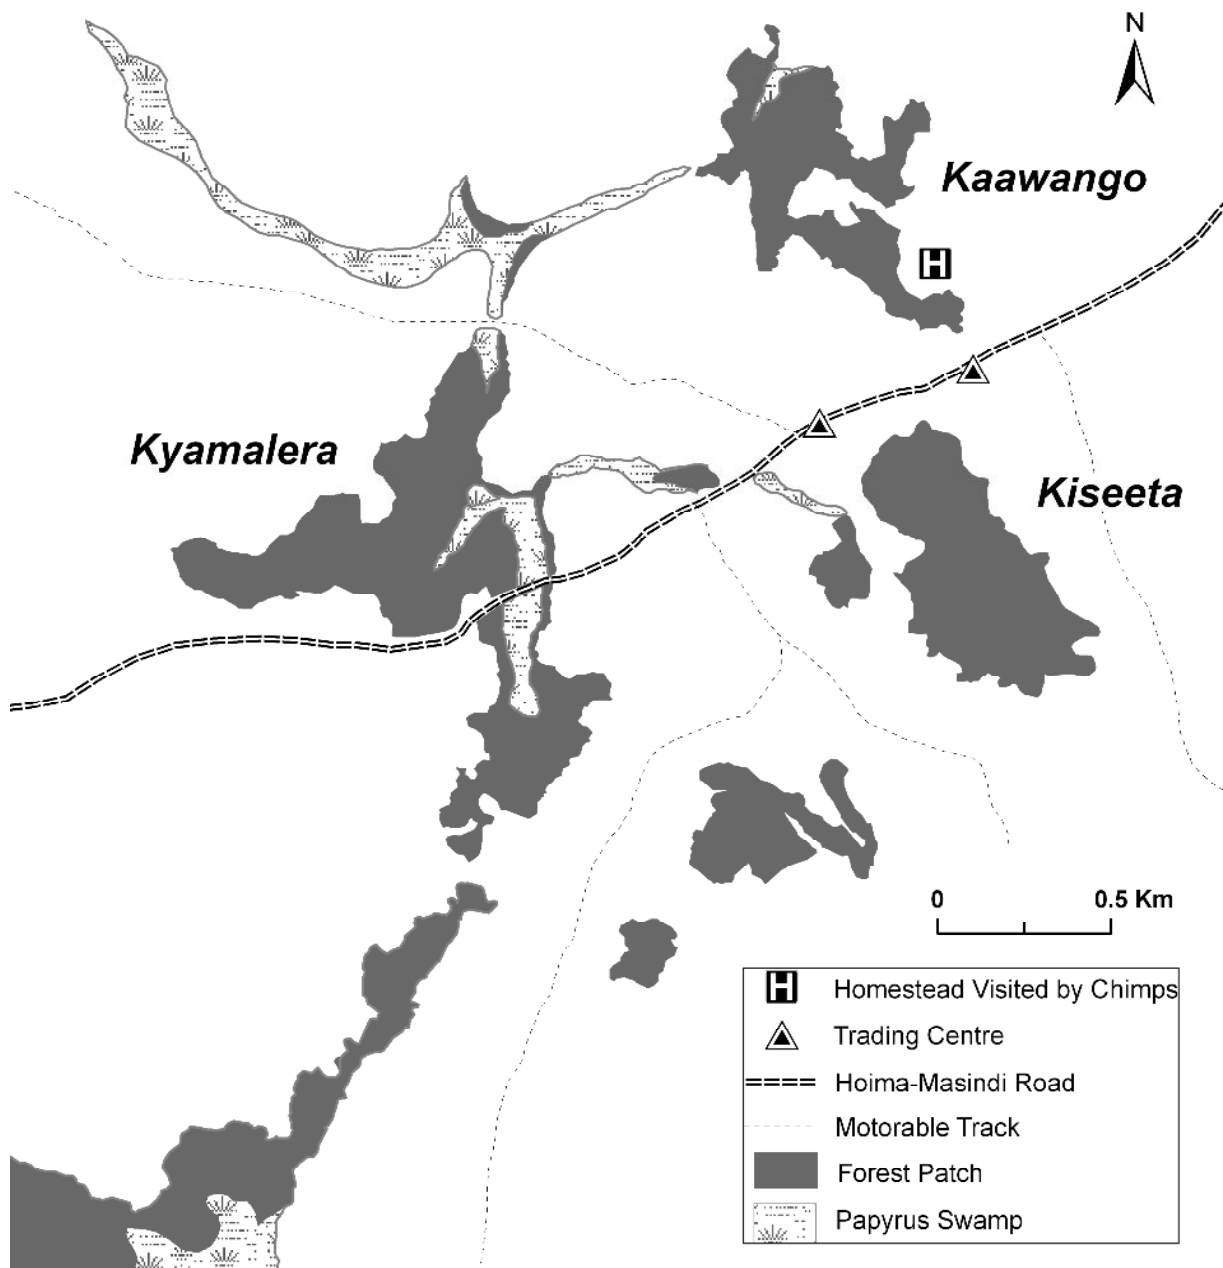 N
Kaawango
H
Kyamalera
Kiseeta
0 0.5 Km
H Homestead Visited by Chimps
Trading Centre
Hoima-Masindi Road
Motorable Track
Forest Patch
Papyrus Swamp